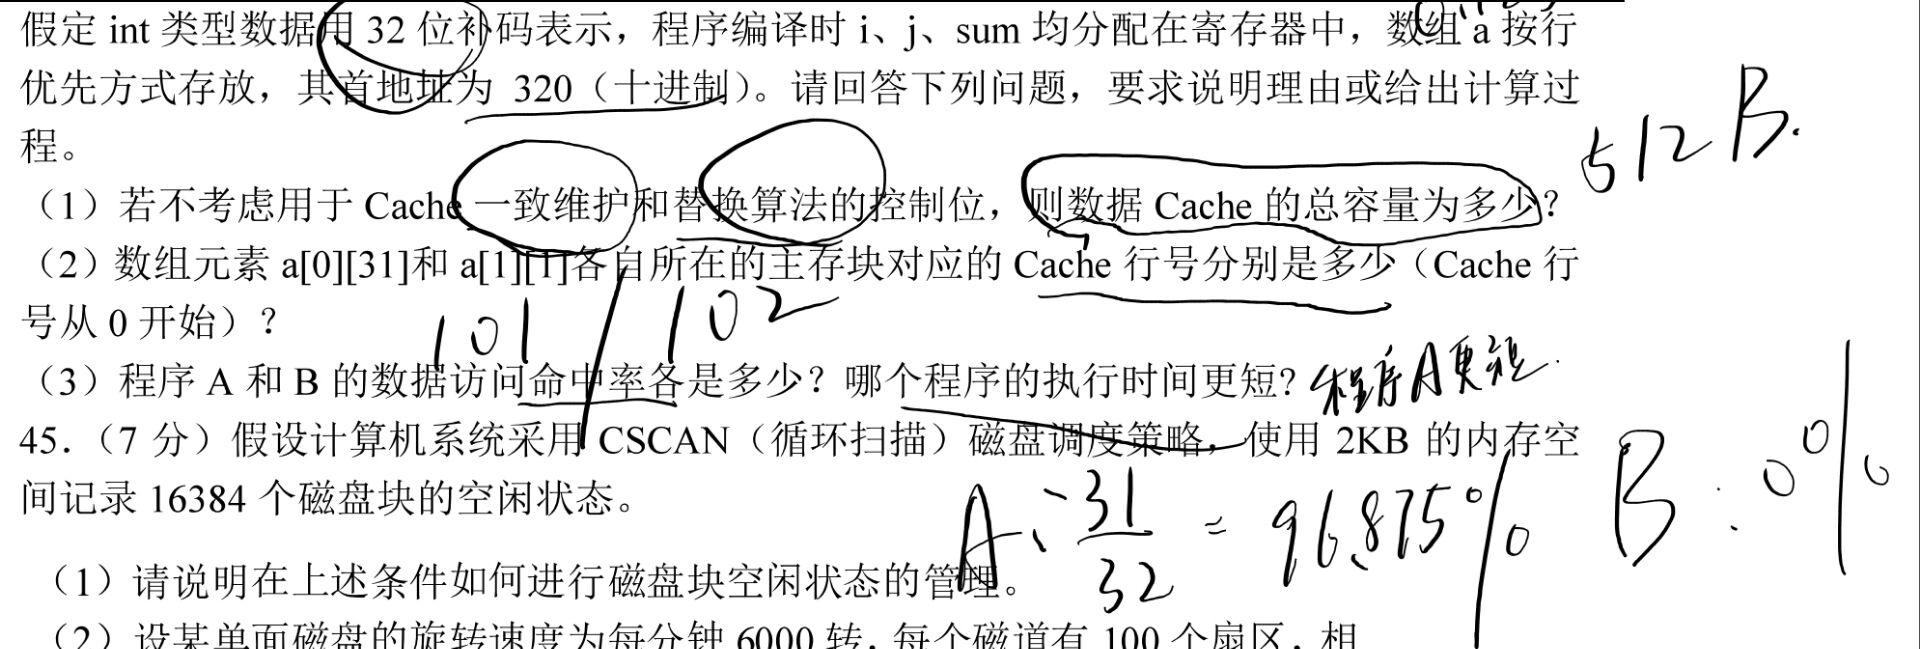 假定 int 类型数据用 32 位补码表示，程序编译时 i、j、sum 均分配在寄存器中，数组 a 按行
优先方式存放，其首地址为 320（十进制）。请回答下列问题，要求说明理由或给出计算过
程。
512 B.
（1）若不考虑用于 Cache 一致维护和替换算法的控制位，则数据 Cache 的总容量为多少？
（2）数组元素 a[0][31]和 a[1][1]各自所在的主存块对应的 Cache 行号分别是多少（Cache 行
号从 0 开始）？
101 / 102
（3）程序 A 和 B 的数据访问命中率各是多少？哪个程序的执行时间更短?
程序A更短
45.（7 分）假设计算机系统采用 CSCAN（循环扫描）磁盘调度策略，使用 2KB 的内存空
间记录 16384 个磁盘块的空闲状态。
A、31/32 = 96.875%
B: 0%
（1）请说明在上述条件如何进行磁盘块空闲状态的管理。
（2）设某单面磁盘的旋转速度为每分钟 6000 转，每个磁道有 100 个扇区，相